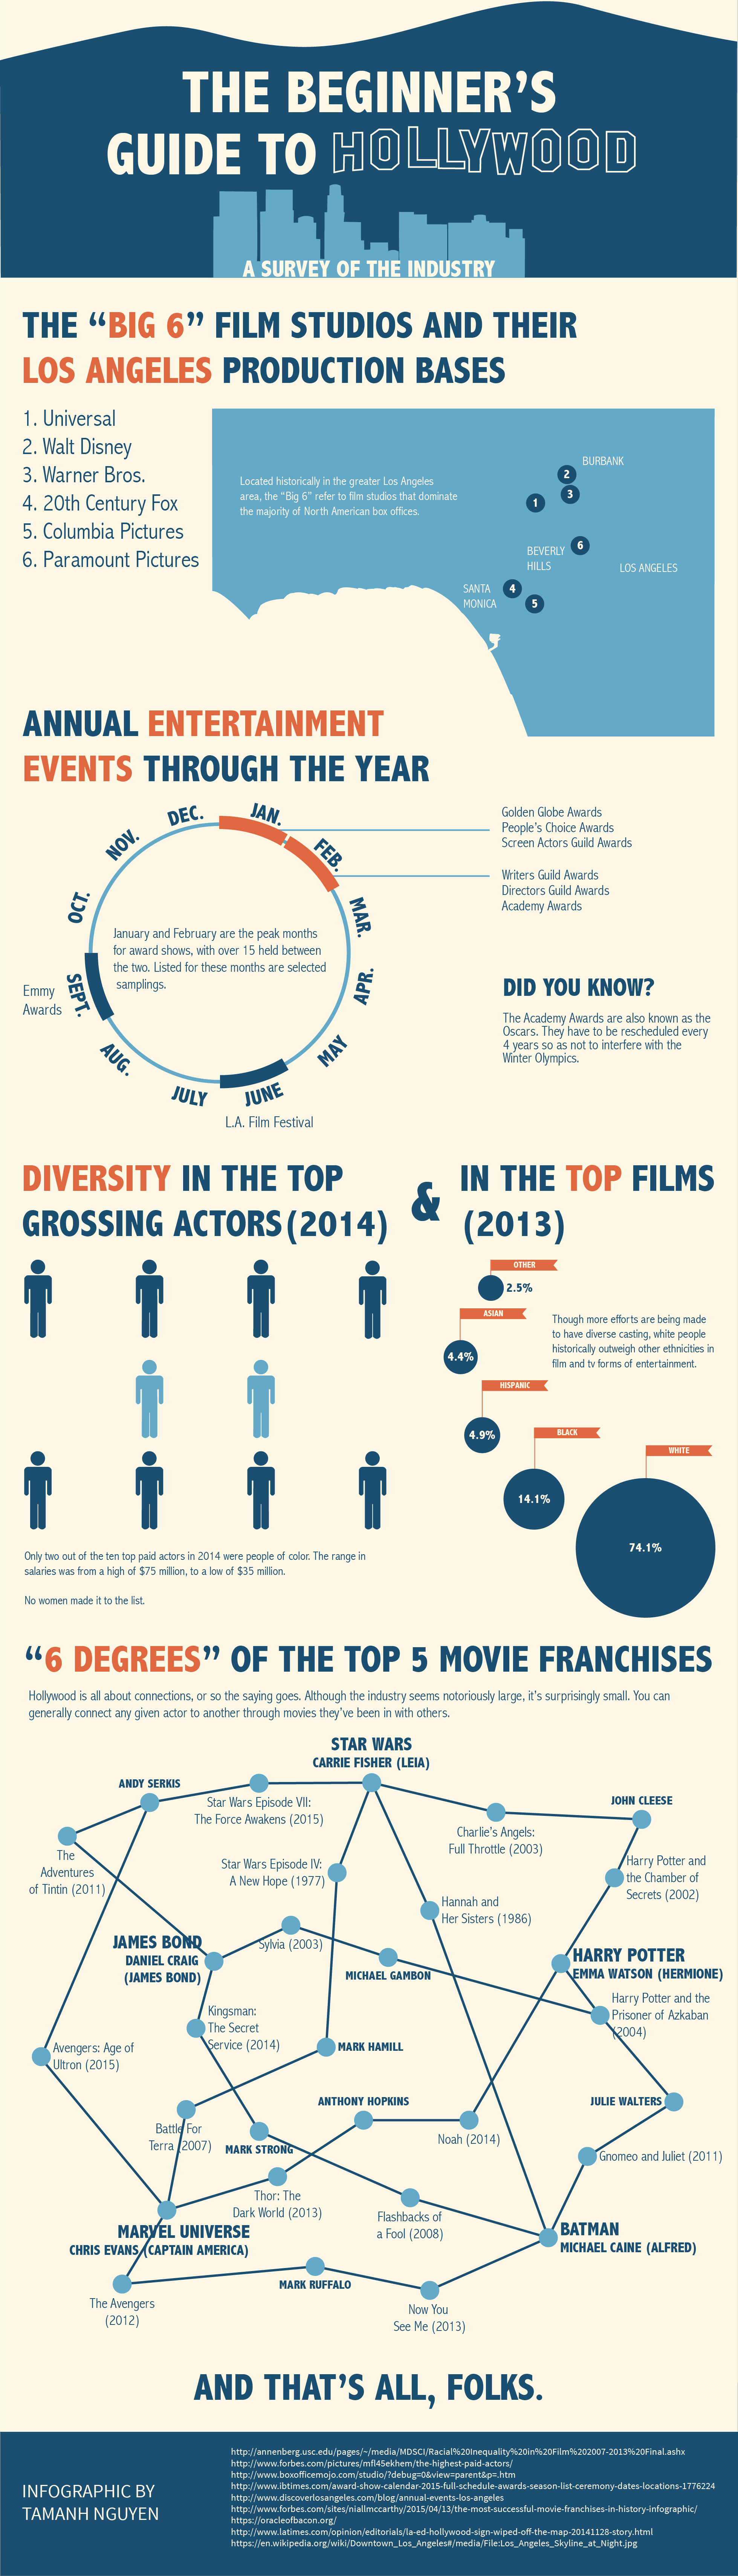 THE BEGINNER'S
GUIDE TO HOLLYWOOD
A SURVEY OF THE INDUSTRY
THE “BIG 6” FILM STUDIOS AND THEIR
LOS ANGELES PRODUCTION BASES
1. Universal
2. Walt Disney
3. Warner Bros.
4. 20th Century Fox
5. Columbia Pictures
6. Paramount Pictures
Located historically in the greater Los Angeles
area, the “Big 6” refer to film studios that dominate
the majority of North American box offices.
BURBANK
2
3
1
6
BEVERLY
HILLS
LOS ANGELES
SANTA
MONICA
4
5
ANNUAL ENTERTAINMENT
EVENTS THROUGH THE YEAR
JAN.
FEB.
MAR.
APR.
MAY
JUNE
JULY
AUG.
SEPT.
OCT.
NOV.
DEC.
Golden Globe Awards
People's Choice Awards
Screen Actors Guild Awards
Writers Guild Awards
Directors Guild Awards
Academy Awards
January and February are the peak months
for award shows, with over 15 held between
the two. Listed for these months are selected
samplings.
Emmy
Awards
L.A. Film Festival
DID YOU KNOW?
The Academy Awards are also known as the
Oscars. They have to be rescheduled every
4 years so as not to interfere with the
Winter Olympics.
DIVERSITY IN THE TOP
GROSSING ACTORS (2014)
&
IN THE TOP FILMS
(2013)
OTHER
2.5%
ASIAN
4.4%
Though more efforts are being made
to have diverse casting, white people
historically outweigh other ethnicities in
film and tv forms of entertainment.
HISPANIC
4.9%
BLACK
14.1%
WHITE
74.1%
Only two out of the ten top paid actors in 2014 were people of color. The range in
salaries was from a high of $75 million, to a low of $35 million.
No women made it to the list.
“6 DEGREES” OF THE TOP 5 MOVIE FRANCHISES
Hollywood is all about connections, or so the saying goes. Although the industry seems notoriously large, it's surprisingly small. You can
generally connect any given actor to another through movies they've been in with others.
STAR WARS
CARRIE FISHER (LEIA)
ANDY SERKIS
Star Wars Episode VII:
The Force Awakens (2015)
JOHN CLEESE
Charlie's Angels:
Full Throttle (2003)
The
Adventures
of Tintin (2011)
Star Wars Episode IV:
A New Hope (1977)
Harry Potter and
the Chamber of
Secrets (2002)
Hannah and
Her Sisters (1986)
JAMES BOND
DANIEL CRAIG
(JAMES BOND)
Sylvia (2003)
MICHAEL GAMBON
HARRY POTTER
EMMA WATSON (HERMIONE)
Harry Potter and the
Prisoner of Azkaban
(2004)
Kingsman:
The Secret
Service (2014)
Avengers: Age of
Ultron (2015)
MARK HAMILL
ANTHONY HOPKINS
JULIE WALTERS
Battle For
Terra (2007)
MARK STRONG
Noah (2014)
Gnomeo and Juliet (2011)
Thor: The
Dark World (2013)
Flashbacks of
a Fool (2008)
MARVEL UNIVERSE
CHRIS EVANS (CAPTAIN AMERICA)
BATMAN
MICHAEL CAINE (ALFRED)
MARK RUFFALO
The Avengers
(2012)
Now You
See Me (2013)
AND THAT'S ALL, FOLKS.
INFOGRAPHIC BY
TAMANH NGUYEN
http://annenberg.usc.edu/pages/~/media/MDSCI/Racial%20Inequality%20in%20Film%202007-2013%20Final.ashx
http://www.forbes.com/pictures/mfl45ekhem/the-highest-paid-actors/
http://www.boxofficemojo.com/studio/?debug=0&view=parent&p=.htm
http://www.ibtimes.com/award-show-calendar-2015-full-schedule-awards-season-list-ceremony-dates-locations-1776224
http://www.discoverlosangeles.com/blog/annual-events-los-angeles
http://www.forbes.com/sites/niallmccarthy/2015/04/13/the-most-successful-movie-franchises-in-history-infographic/
https://oracleofbacon.org/
http://www.latimes.com/opinion/editorials/la-ed-hollywood-sign-wiped-off-the-map-20141128-story.html
https://en.wikipedia.org/wiki/Downtown_Los_Angeles#/media/File:Los_Angeles_Skyline_at_Night.jpg